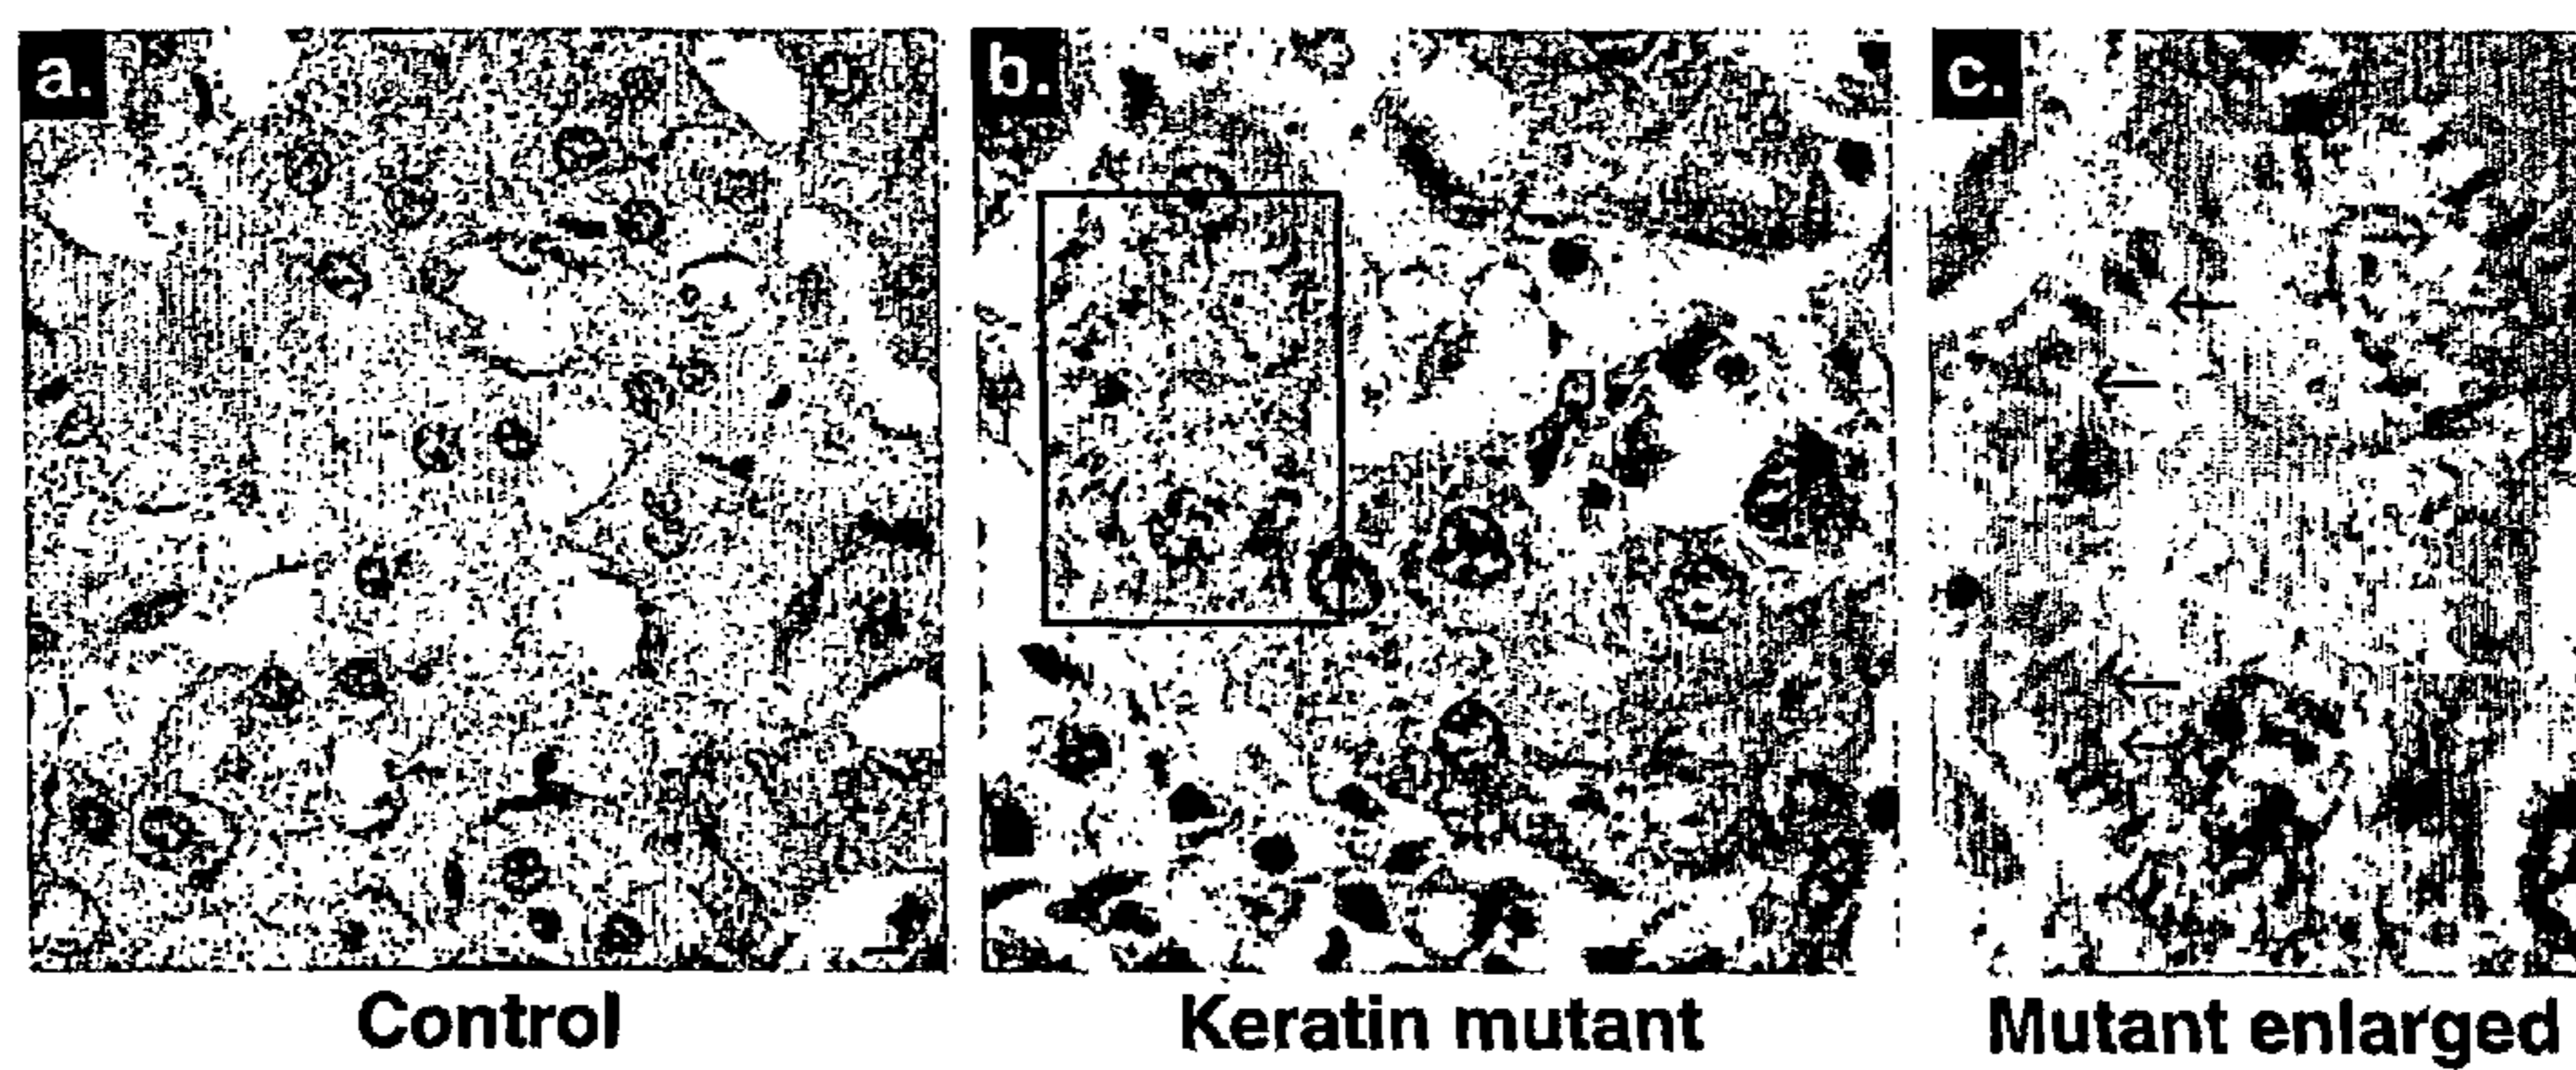 a.
b.
c.
Control
Keratin mutant
Mutant enlarged